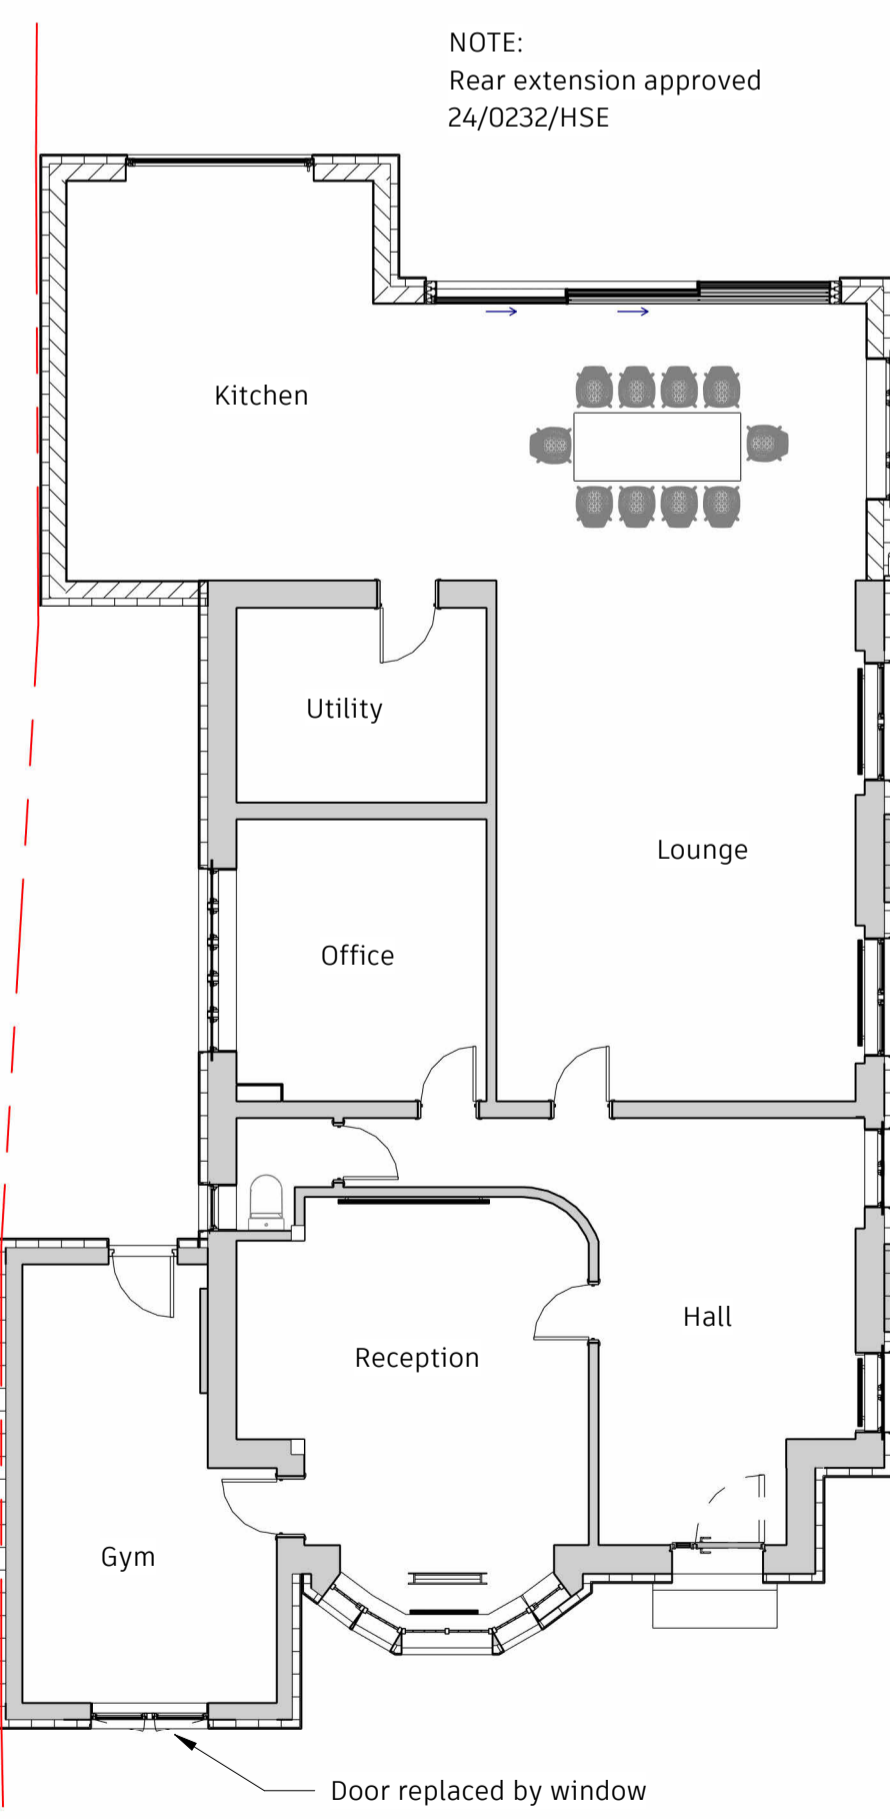 NOTE:
Rear extension approved
24/0232/HSE
Kitchen
Utility
Lounge
Office
Hall
Reception
Gym
Door replaced by window